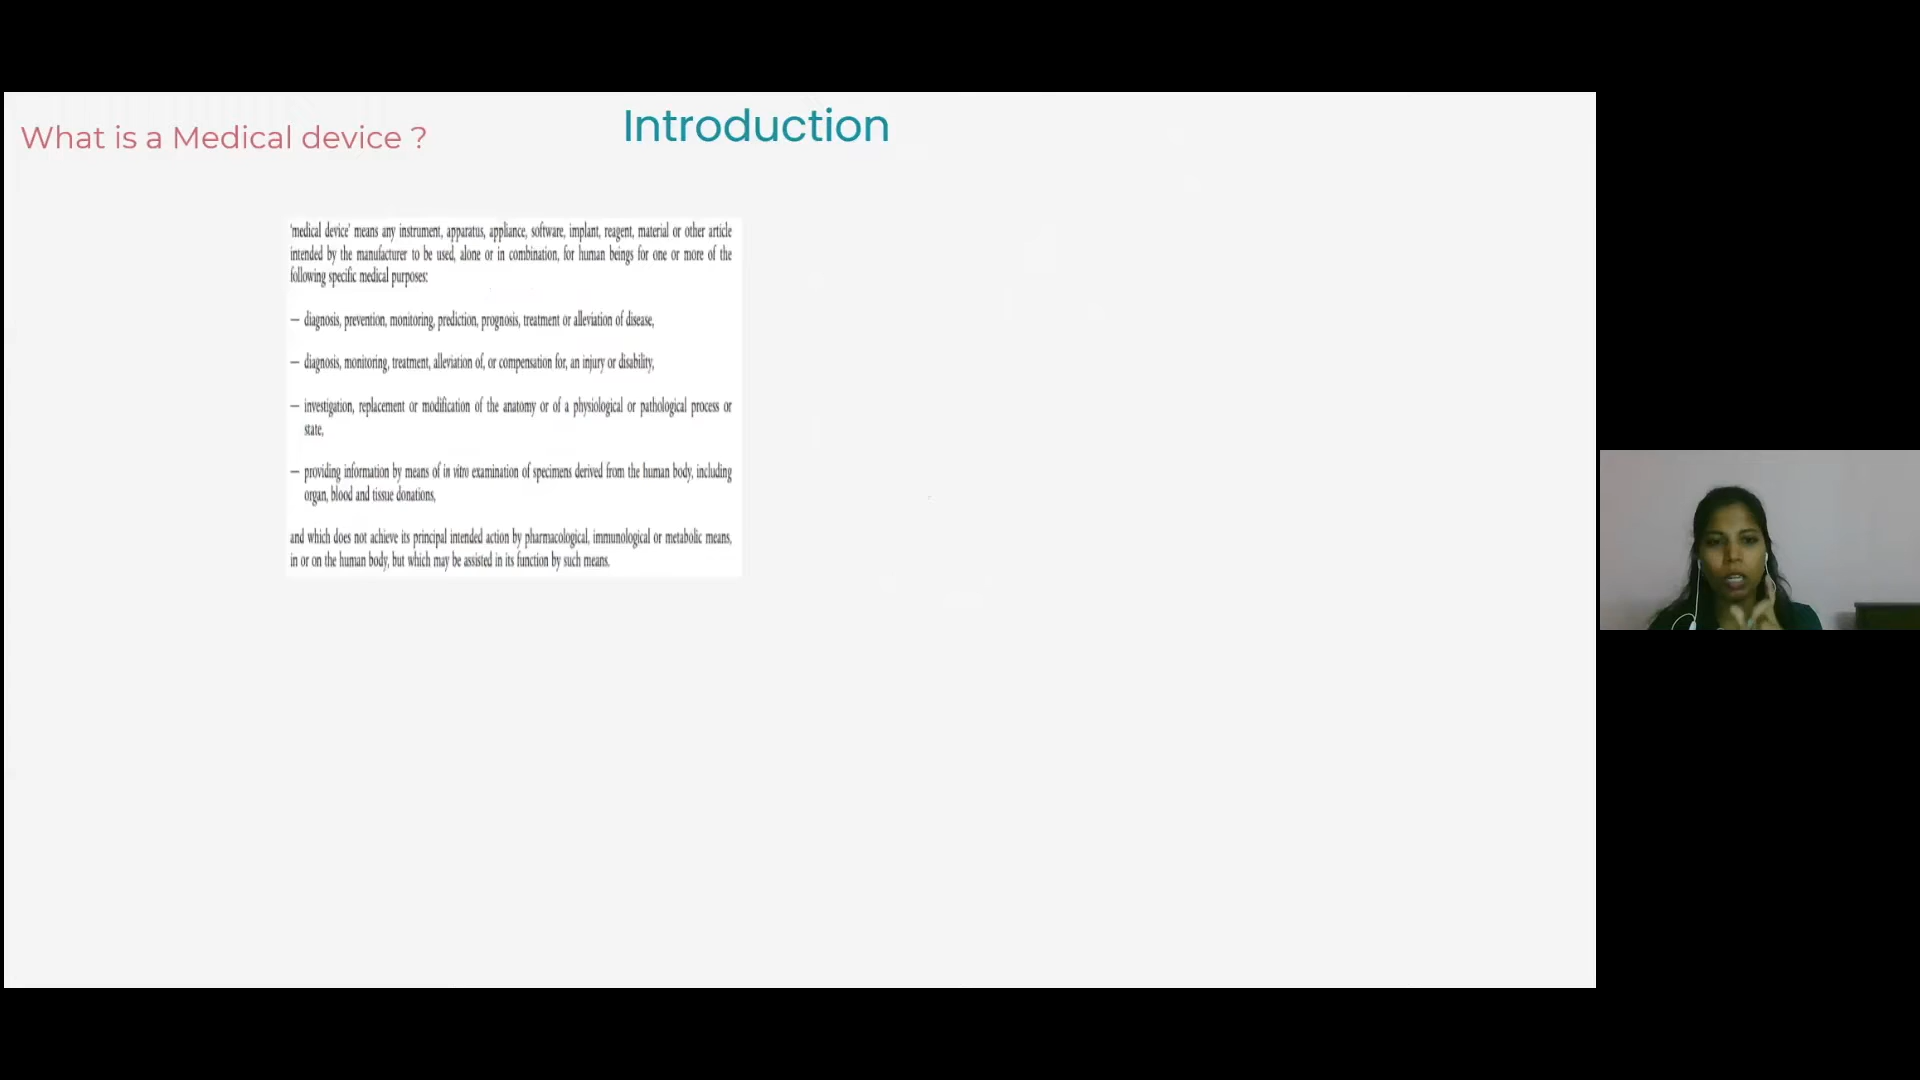 What is a Medical device ?
Introduction
'medical device' means any instrument, apparatus, appliance, software, implant, reagent, material or other article
intended by the manufacturer to be used, alone or in combination, for human beings for one or more of the
following specific medical purposes:
— diagnosis, prevention, monitoring, prediction, prognosis, treatment or alleviation of disease,
— diagnosis, monitoring, treatment, alleviation of, or compensation for, an injury or disability,
— investigation, replacement or modification of the anatomy or of a physiological or pathological process or
state,
— providing information by means of in vitro examination of specimens derived from the human body, including
organ, blood and tissue donations,
and which does not achieve its principal intended action by pharmacological, immunological or metabolic means,
in or on the human body, but which may be assisted in its function by such means.